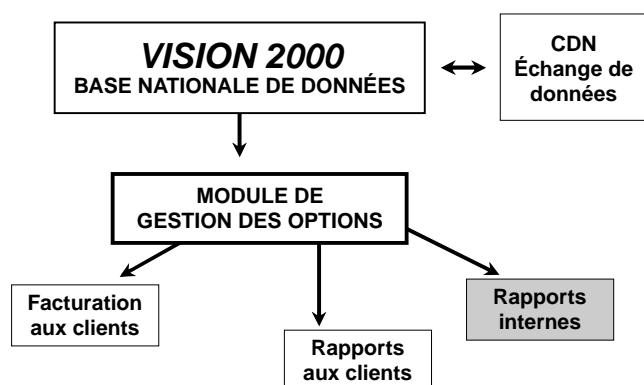 VISION 2000
BASE NATIONALE DE DONNÉES
CDN
Échange de
données
MODULE DE
GESTION DES OPTIONS
Facturation
aux clients
Rapports
aux clients
Rapports
internes